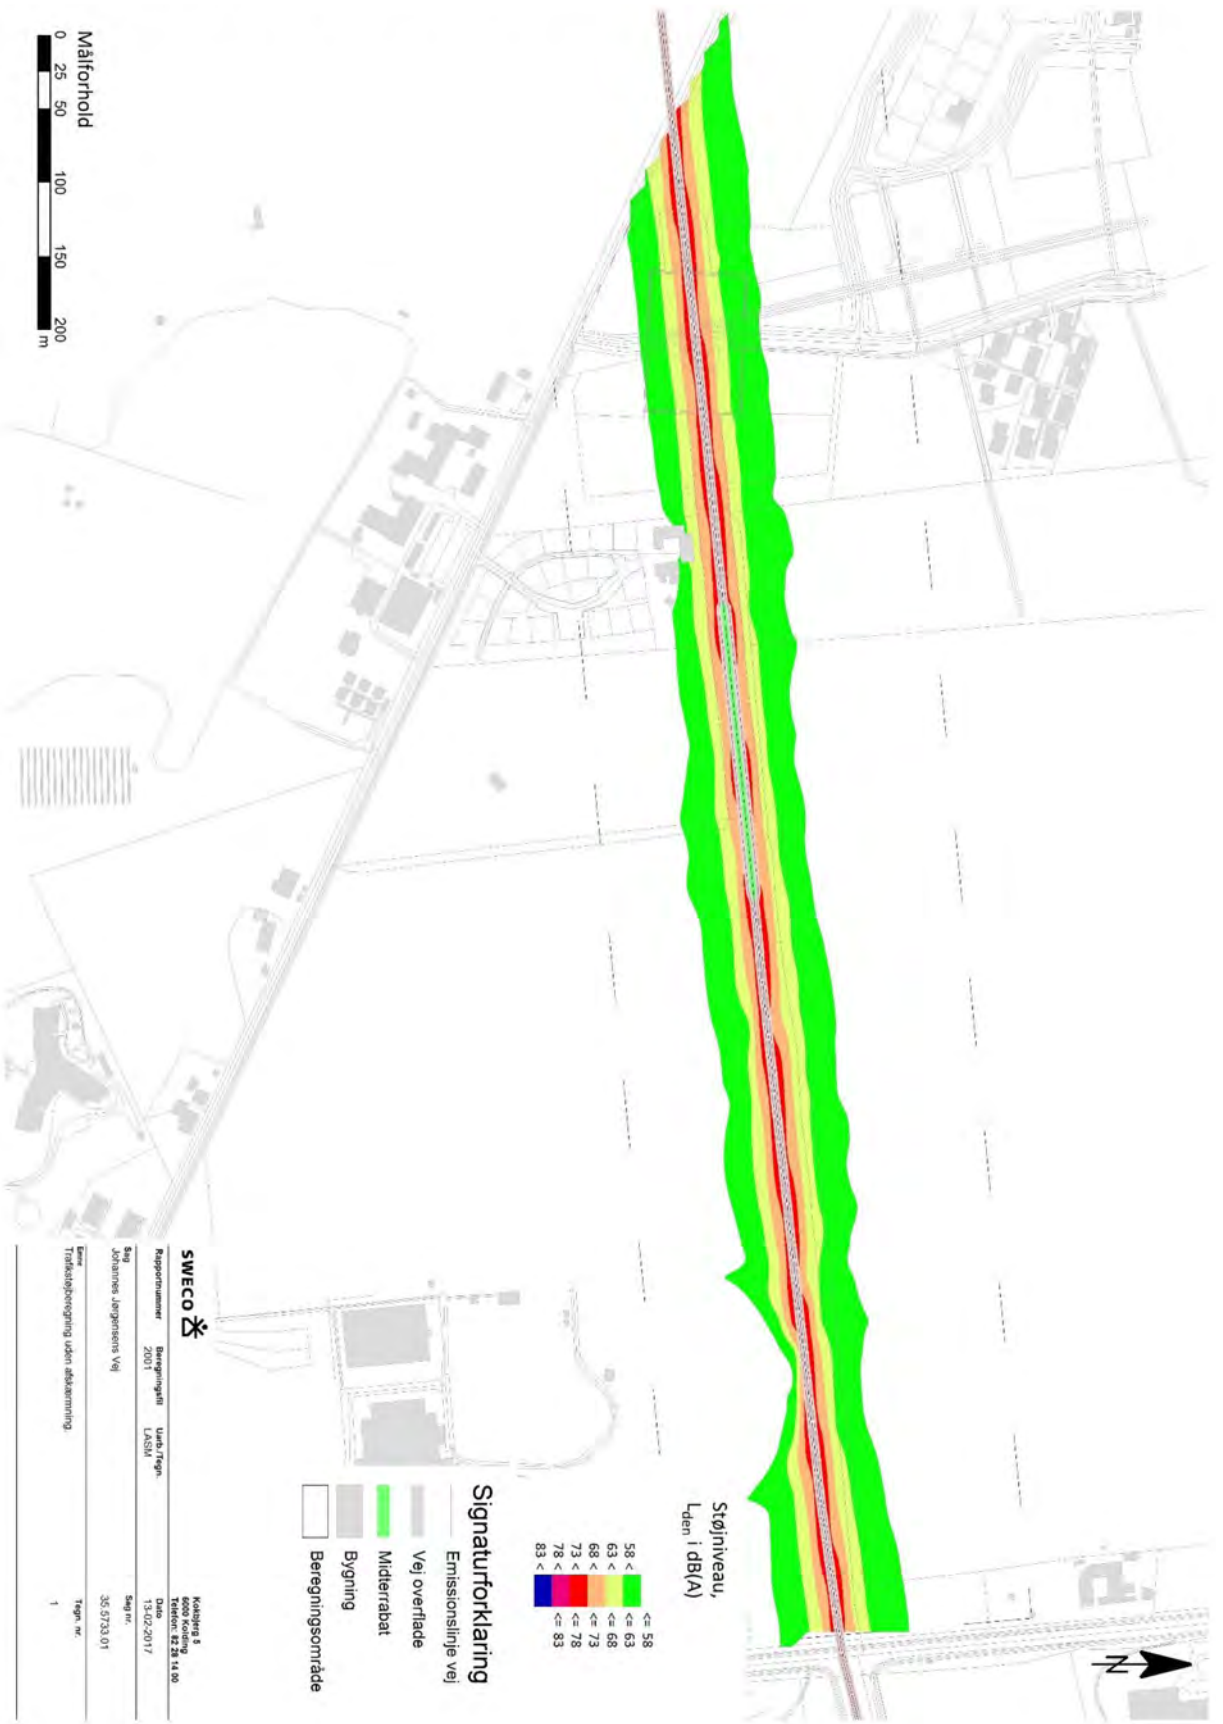 Målforhold
0 25 50 100 150 200
m
Støjniveau,
Lden i dB(A)
<= 58
58 < <= 63
63 < <= 68
68 < <= 73
73 < <= 78
78 < <= 83
83 <
Signaturforklaring
Emissionslinje vej
Vej overflade
Midterrabat
Bygning
Beregningsområde
N
SWECO
Kokbjerg 5
6000 Kolding
Telefon: 82 28 14 00
Rapportnummer Beregningsfil Uarb./Tegn. Dato
2001 LASM 13-02-2017
Sag Sag nr.
Johannes Jørgensens Vej 35.5733.01
Emne Tegn. nr.
Trafikstøjberegning uden afskærmning. 1